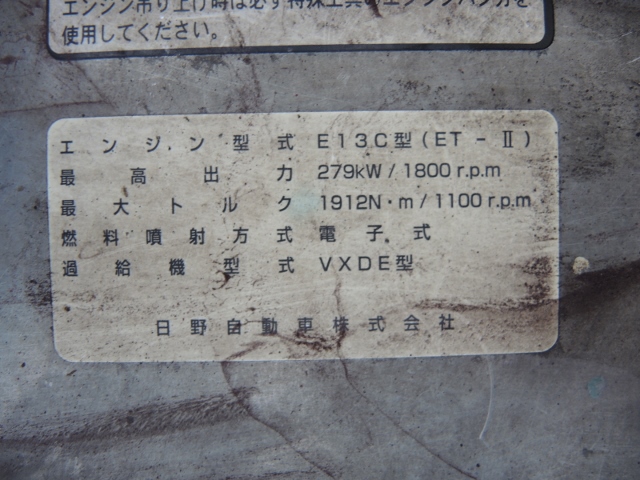 エンジン吊り上げ時は必ず特殊工具のエンジンハンガを
使用してください。
エンジン型式 E13C型(ET-Ⅱ)
最高出力 279kW/1800r.p.m
最大トルク 1912N・m/1100r.p.m
燃料噴射方式 電子式
過給機型式 VXDE型
日野自動車株式会社